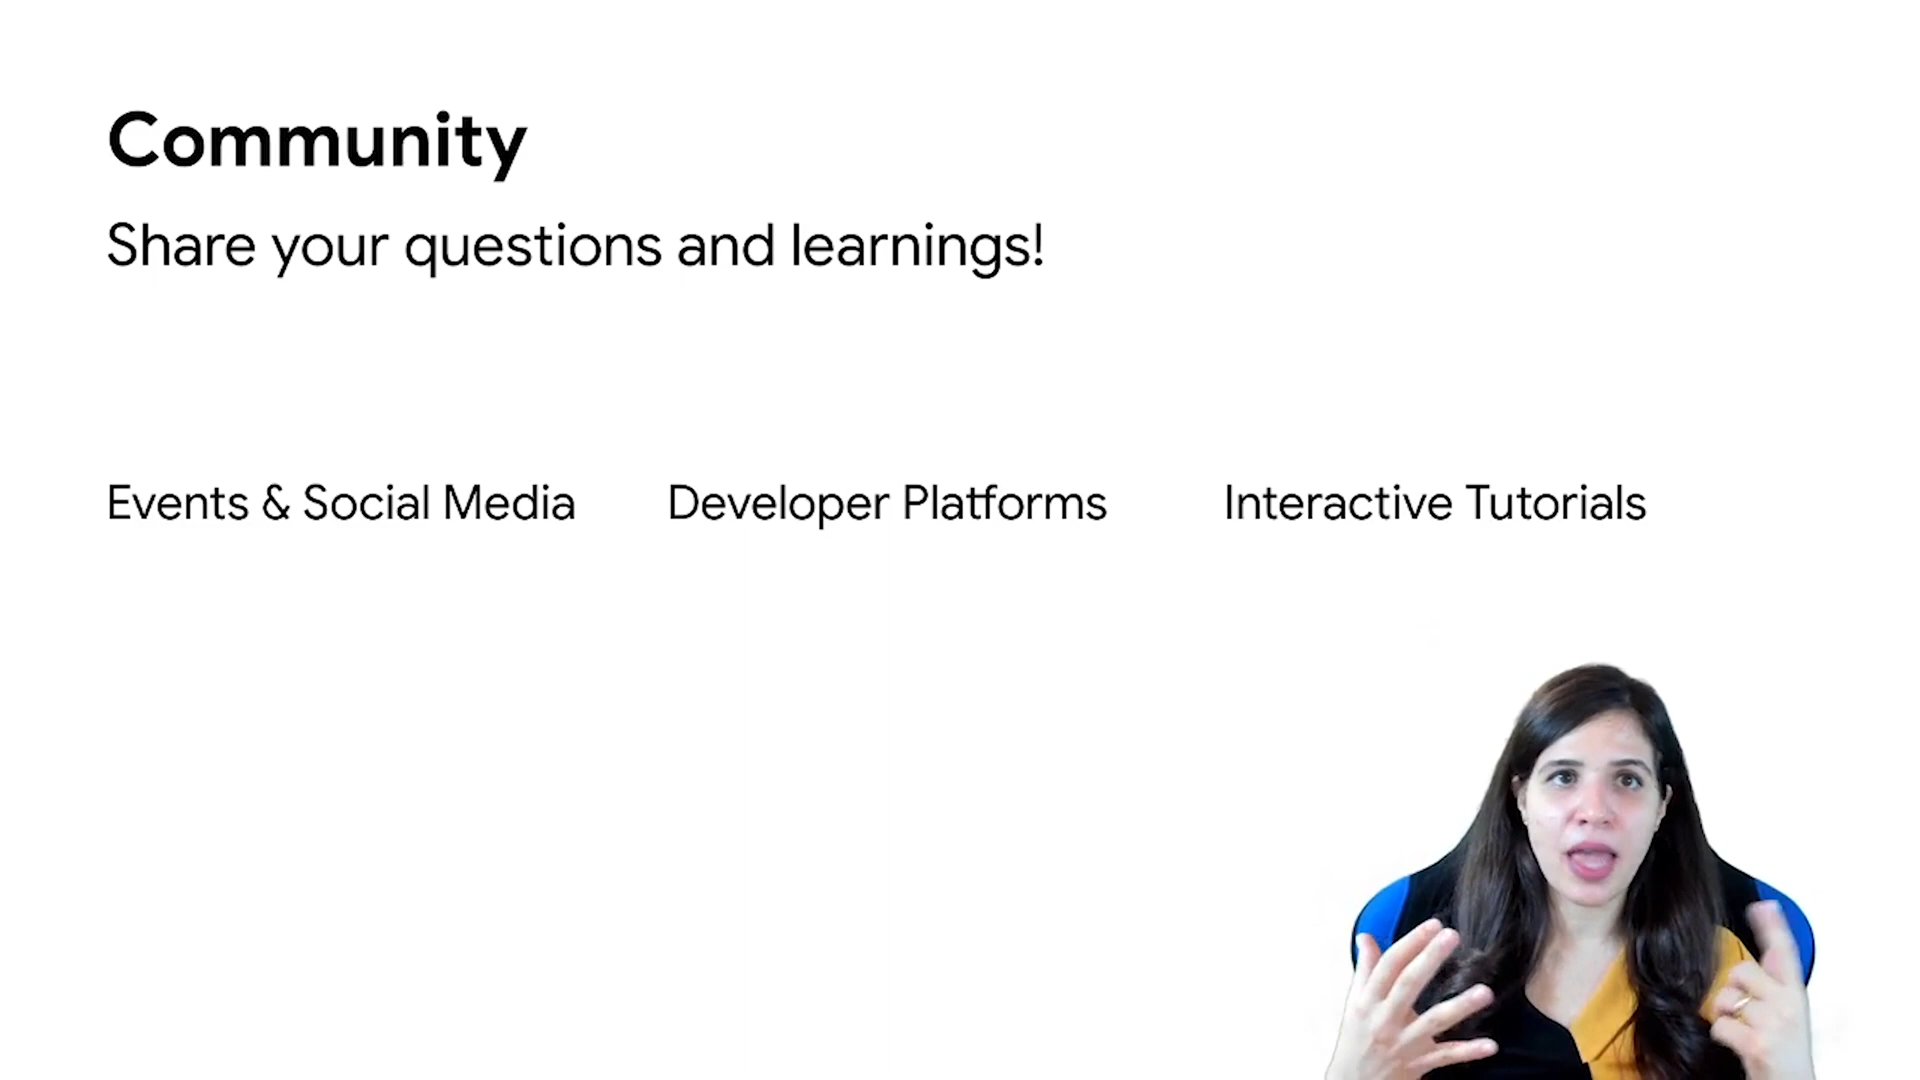 Community
Share your questions and learnings!
Events & Social Media
Developer Platforms
Interactive Tutorials